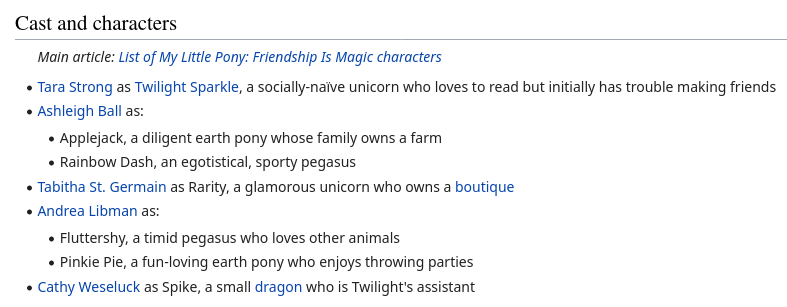 Cast and characters
Main article: List of My Little Pony: Friendship Is Magic characters
• Tara Strong as Twilight Sparkle, a socially-naïve unicorn who loves to read but initially has trouble making friends
• Ashleigh Ball as:
• Applejack, a diligent earth pony whose family owns a farm
• Rainbow Dash, an egotistical, sporty pegasus
• Tabitha St. Germain as Rarity, a glamorous unicorn who owns a boutique
• Andrea Libman as:
• Fluttershy, a timid pegasus who loves other animals
• Pinkie Pie, a fun-loving earth pony who enjoys throwing parties
• Cathy Weseluck as Spike, a small dragon who is Twilight's assistant